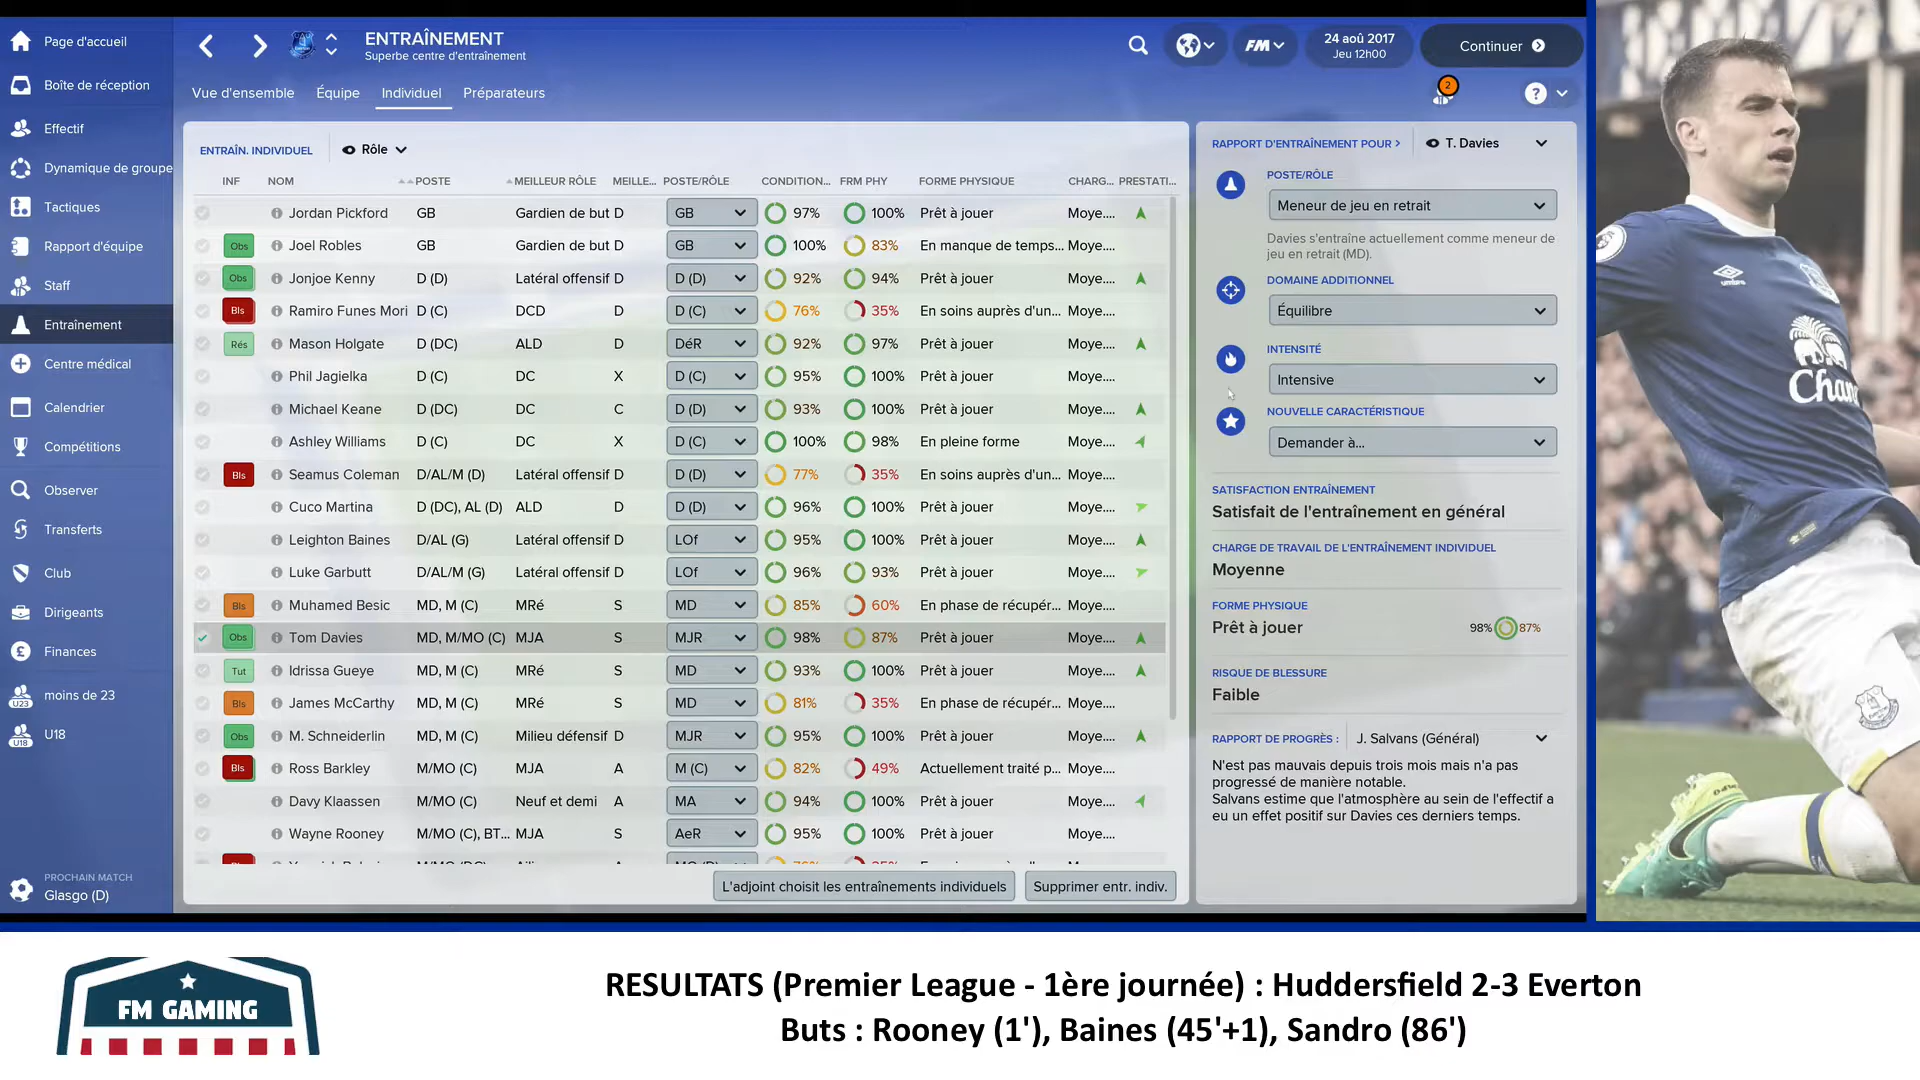 Page d'accueil
Boîte de réception
Effectif
Dynamique de groupe
Tactiques
Rapport d'équipe
Staff
Entraînement
Centre médical
Calendrier
Compétitions
Observer
Transferts
Club
Dirigeants
Finances
U23 moins de 23
U18 U18
PROCHAIN MATCH
Glasgo (D)
ENTRAÎNEMENT
Superbe centre d'entraînement
FM
24 aoû 2017
Jeu 12h00
Continuer
Vue d'ensemble Équipe Individuel Préparateurs
2
?
ENTRAÎN. INDIVIDUEL Rôle
INF NOM POSTE MEILLEUR RÔLE MEILLE... POSTE/RÔLE CONDITION... FRM PHY FORME PHYSIQUE CHARG... PRESTATI...
Jordan Pickford GB Gardien de but D GB 97% 100% Prêt à jouer Moye....
Obs Joel Robles GB Gardien de but D GB 100% 83% En manque de temps... Moye....
Obs Jonjoe Kenny D (D) Latéral offensif D D (D) 92% 94% Prêt à jouer Moye....
Bls Ramiro Funes Mori D (C) DCD D D (C) 76% 35% En soins auprès d'un... Moye....
Rés Mason Holgate D (DC) ALD D DéR 92% 97% Prêt à jouer Moye....
Phil Jagielka D (C) DC X D (C) 95% 100% Prêt à jouer Moye....
Michael Keane D (DC) DC C D (D) 93% 100% Prêt à jouer Moye....
Ashley Williams D (C) DC X D (C) 100% 98% En pleine forme Moye....
Bls Seamus Coleman D/AL/M (D) Latéral offensif D D (D) 77% 35% En soins auprès d'un... Moye....
Cuco Martina D (DC), AL (D) ALD D D (D) 96% 100% Prêt à jouer Moye....
Leighton Baines D/AL (G) Latéral offensif D LOf 95% 100% Prêt à jouer Moye....
Luke Garbutt D/AL/M (G) Latéral offensif D LOf 96% 93% Prêt à jouer Moye....
Bls Muhamed Besic MD, M (C) MRé S MD 85% 60% En phase de récupér... Moye....
Obs Tom Davies MD, M/MO (C) MJA S MJR 98% 87% Prêt à jouer Moye....
Tut Idrissa Gueye MD, M (C) MRé S MD 93% 100% Prêt à jouer Moye....
Bls James McCarthy MD, M (C) MRé S MD 81% 35% En phase de récupér... Moye....
Obs M. Schneiderlin MD, M (C) Milieu défensif D MJR 95% 100% Prêt à jouer Moye....
Bls Ross Barkley M/MO (C) MJA A M (C) 82% 49% Actuellement traité p... Moye....
Davy Klaassen M/MO (C) Neuf et demi A MA 94% 100% Prêt à jouer Moye....
Wayne Rooney M/MO (C), BT... MJA S AeR 95% 100% Prêt à jouer Moye....
L'adjoint choisit les entraînements individuels Supprimer entr. indiv.
RAPPORT D'ENTRAÎNEMENT POUR > T. Davies
POSTE/RÔLE
Meneur de jeu en retrait
Davies s'entraîne actuellement comme meneur de
jeu en retrait (MD).
DOMAINE ADDITIONNEL
Équilibre
INTENSITÉ
Intensive
NOUVELLE CARACTÉRISTIQUE
Demander à...
SATISFACTION ENTRAÎNEMENT
Satisfait de l'entraînement en général
CHARGE DE TRAVAIL DE L'ENTRAÎNEMENT INDIVIDUEL
Moyenne
FORME PHYSIQUE
Prêt à jouer 98% 87%
RISQUE DE BLESSURE
Faible
RAPPORT DE PROGRÈS : J. Salvans (Général)
N'est pas mauvais depuis trois mois mais n'a pas
progressé de manière notable.
Salvans estime que l'atmosphère au sein de l'effectif a
eu un effet positif sur Davies ces derniers temps.
umbro
Chan
FM GAMING
RESULTATS (Premier League - 1ère journée) : Huddersfield 2-3 Everton
Buts : Rooney (1'), Baines (45'+1), Sandro (86')